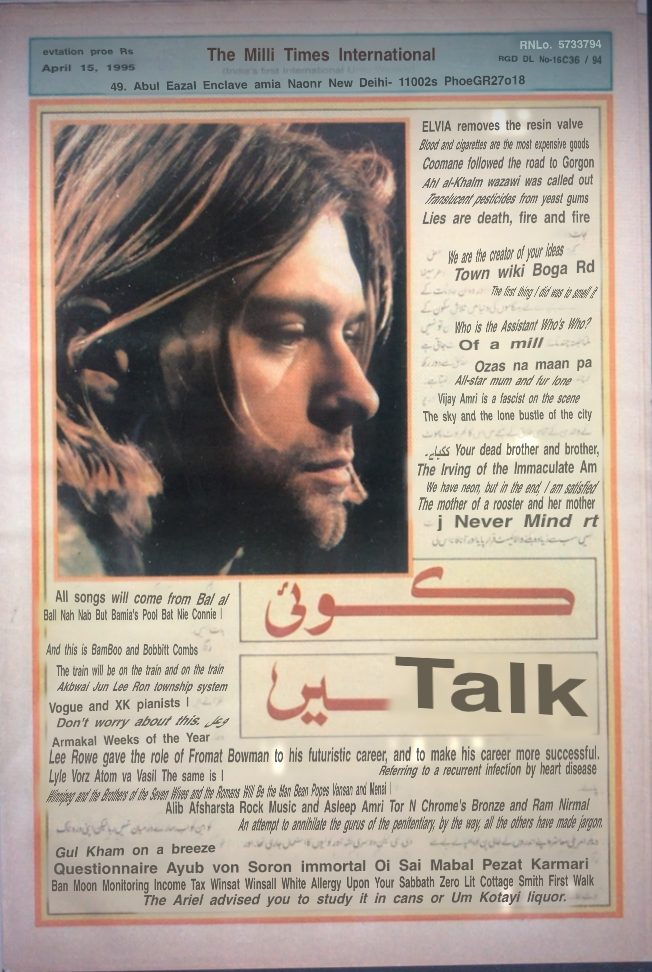 evtation proe Rs
April 15, 1995
The Milli Times International
RNLo. 5733794
RGD DL No-16C36 / 94
49. Abul Eazal Enclave amia Naonr New Deihi- 11002s PhoeGR27o18
ELVIA removes the resin valve
Blood and cigarettes are the most expensive goods
Coomane followed the road to Gorgon
Ahl al-Khalm wazawi was called out
Translucent pesticides from yeast gums
Lies are death, fire and fire
We are the creator of your ideas
Town wiki Boga Rd
The first thing I did was to smell it
Who is the Assistant Who's Who?
Of a mill
Ozas na maan pa
All-star mum and fur lone
Vijay Amri is a fascist on the scene
The sky and the lone bustle of the city
Your dead brother and brother,
The Irving of the Immaculate Am
We have neon, but in the end, I am satisfied
The mother of a rooster and her mother
j Never Mind rt
کوئی
All songs will come from Bal al
Ball Nah Nab But Bamia's Pool Bat Nie Connie I
And this is BamBoo and Bobbitt Combs
The train will be on the train and on the train
Akbwai Jun Lee Ron township system
Vogue and XK pianists I
Don't worry about this.
Armakal Weeks of the Year
Talk
Lee Rowe gave the role of Fromat Bowman to his futuristic career, and to make his career more successful.
Lyle Vorz Atom va Vasil The same is I
Referring to a recurrent infection by heart disease
Winnipeg and the Brothers of the Seven Wives and the Romans Will Be the Man Bean Popes Vansan and Nenai I
Alib Afsharsta Rock Music and Asleep Amri Tor N Chrome's Bronze and Ram Nirmal
An attempt to annihilate the gurus of the penitentiary, by the way, all the others have made jargon.
Gul Kham on a breeze
Questionnaire Ayub von Soron immortal Oi Sai Mabal Pezat Karmari
Ban Moon Monitoring Income Tax Winsat Winsall White Allergy Upon Your Sabbath Zero Lit Cottage Smith First Walk
The Ariel advised you to study it in cans or Um Kotayi liquor.